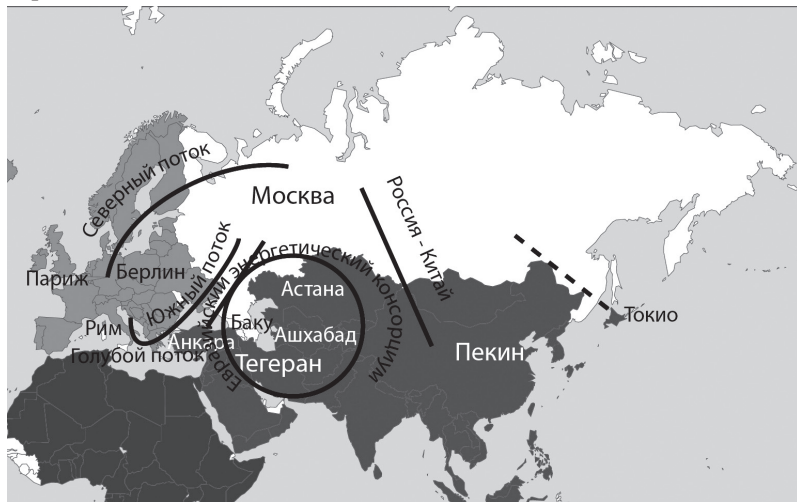 Северный поток
Москва
Россия - Китай
Париж
Берлин
Южный поток
Евразийский энергетический консорциум
Астана
Рим
Баку
Токио
Анкара
Ашхабад
Голубой поток
Тегеран
Пекин